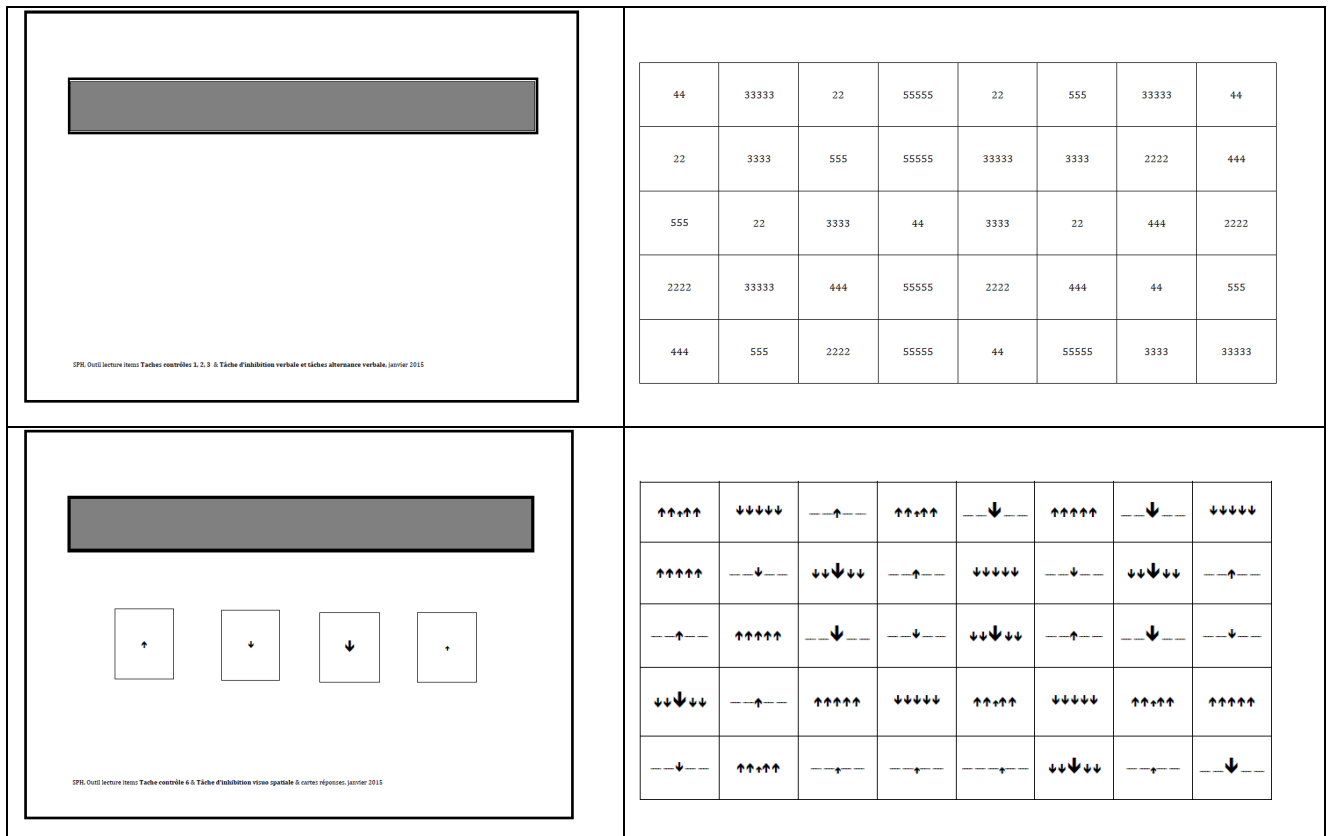 44 33333 22 55555 22 555 33333 44
22 3333 555 55555 33333 3333 2222 444
555 22 3333 44 3333 22 444 2222
2222 33333 444 55555 2222 444 44 555
444 555 2222 55555 44 55555 3333 33333
SPH, Outil lecture items Taches contrôles 1, 2, 3 & Tâche d'inhibition verbale et tâches alternance verbale, janvier 2015
SPH, Outil lecture items Tache contrôle 6 & Tâche d'inhibition visuo spatiale & cartes réponses, janvier 2015